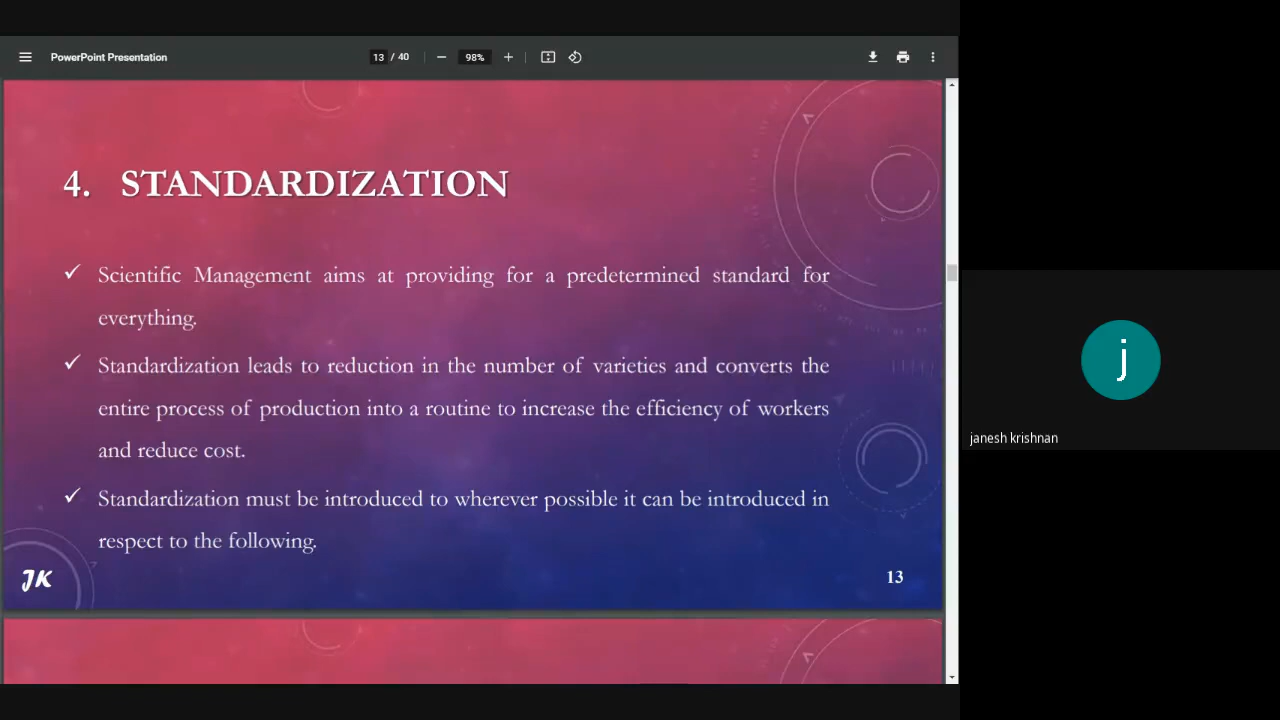 PowerPoint Presentation
13 / 40
98%
4. STANDARDIZATION
✓ Scientific Management aims at providing for a predetermined standard for
everything.
✓ Standardization leads to reduction in the number of varieties and converts the
entire process of production into a routine to increase the efficiency of workers
and reduce cost.
✓ Standardization must be introduced to wherever possible it can be introduced in
respect to the following.
JK
13
j
janesh krishnan